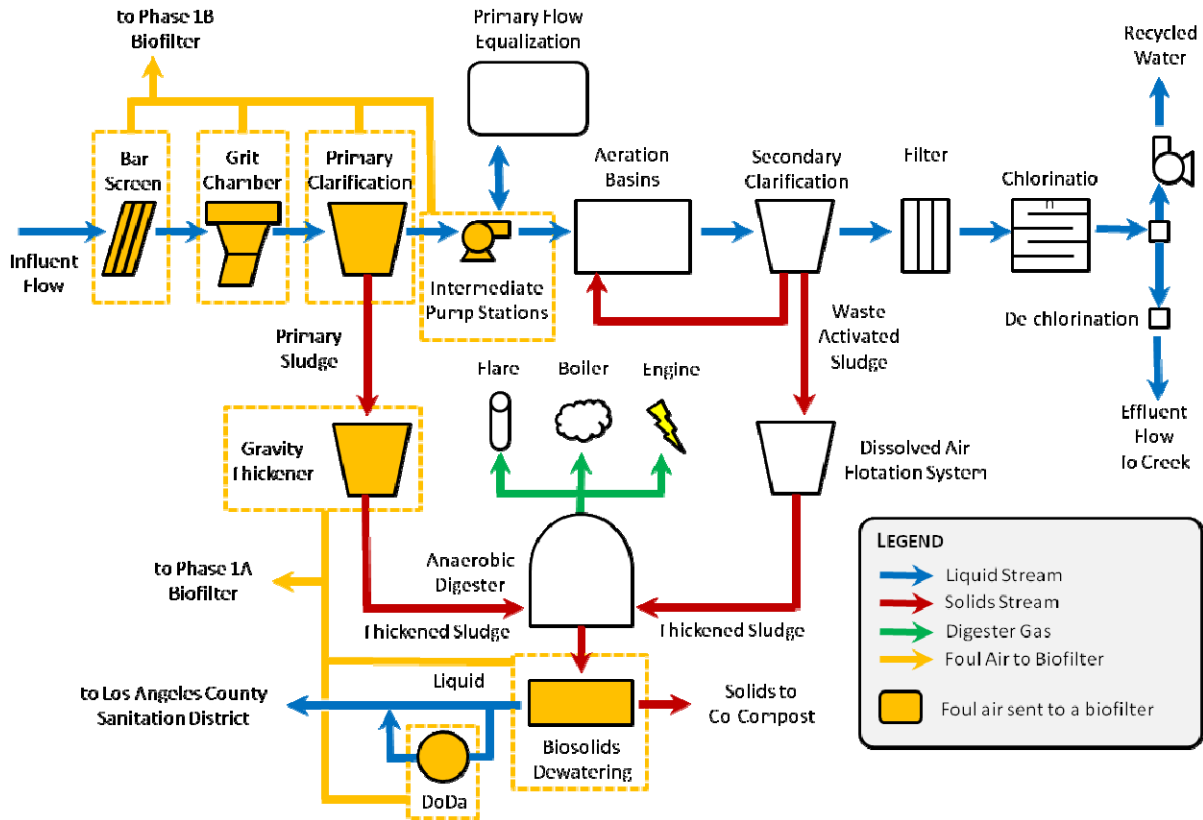 to Phase 1B
Biofilter
Primary Flow
Equalization
Recycled
Water
Bar
Screen
Grit
Chamber
Primary
Clarification
Aeration
Basins
Secondary
Clarification
Filter
Chlorinatio
n
Influent
Flow
Intermediate
Pump Stations
Waste
Activated
Sludge
De-chlorination
Primary
Sludge
Flare
Boiler
Engine
Effluent
Flow
To Creek
Gravity
Thickener
Dissolved Air
Flotation System
to Phase 1A
Biofilter
Anaerobic
Digester
Thickened Sludge
Thickened Sludge
LEGEND
Liquid Stream
Solids Stream
Digester Gas
Foul Air to Biofilter
Foul air sent to a biofilter
to Los Angeles County
Sanitation District
Liquid
Solids to
Co-Compost
Biosolids
Dewatering
DoDa